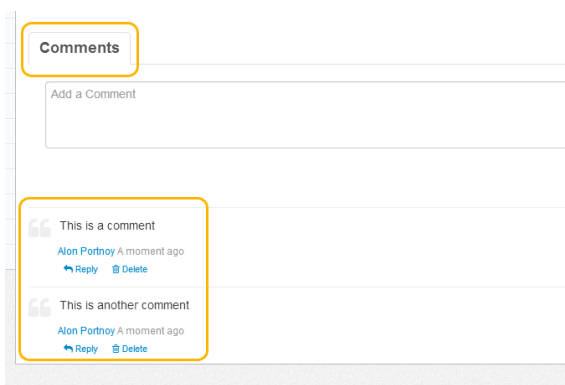 Comments
Add a Comment
This is a comment
Alon Portnoy A moment ago
Reply Delete
This is another comment
Alon Portnoy A moment ago
Reply Delete